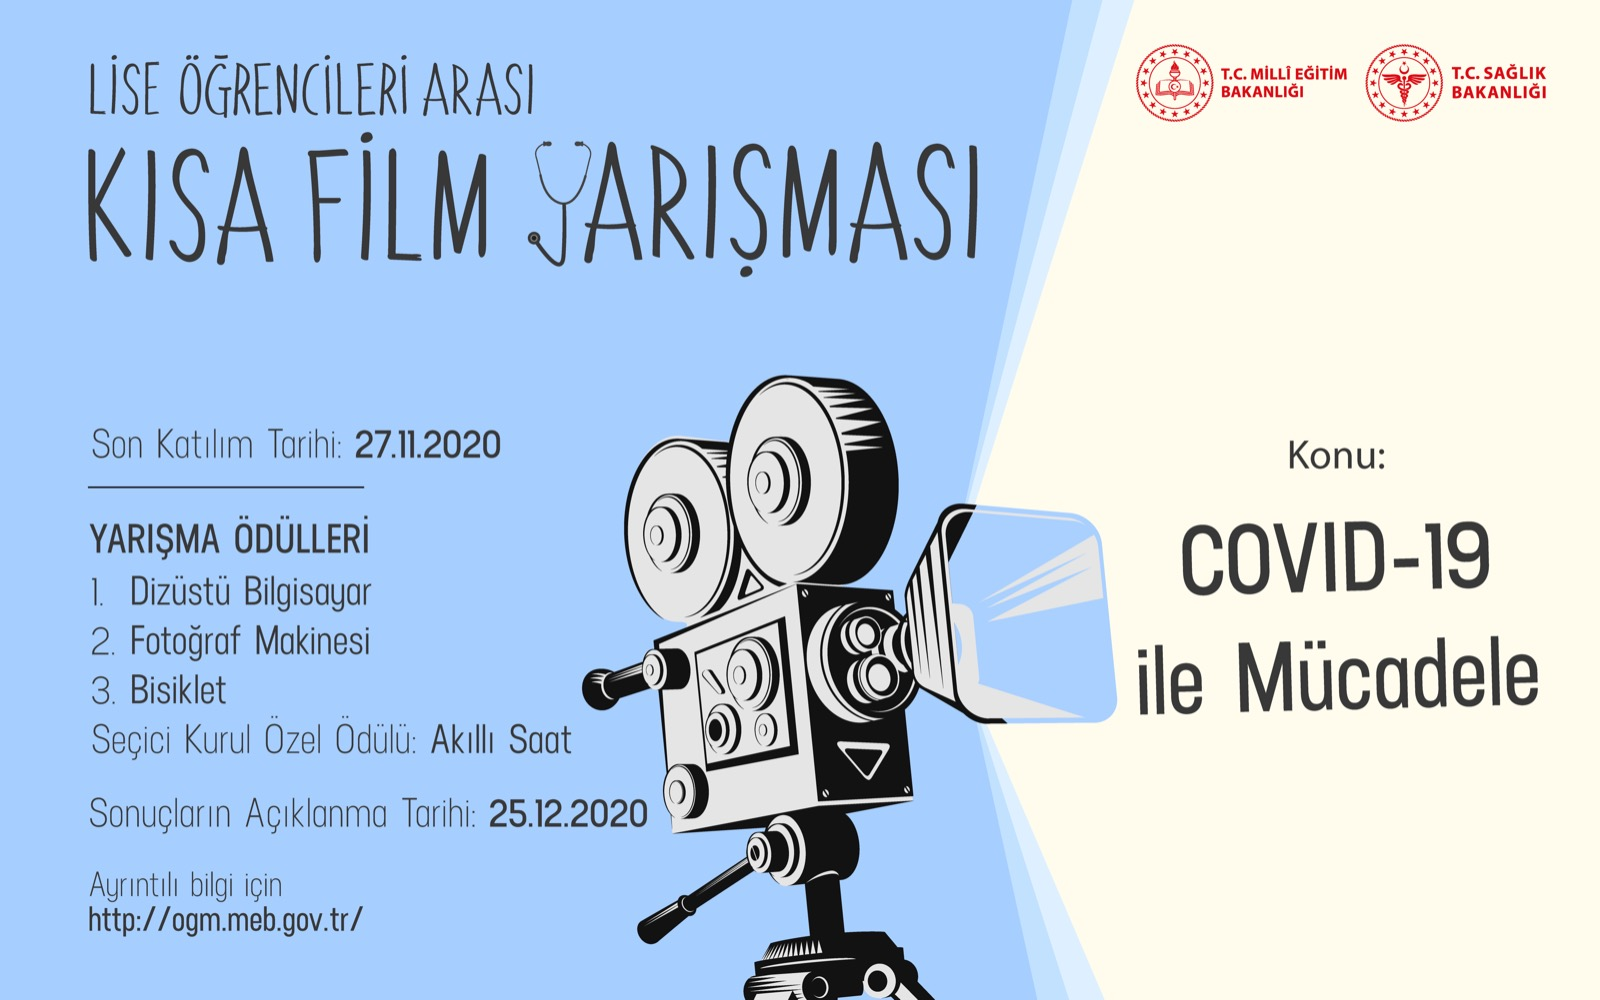 LİSE ÖĞRENCİLERİ ARASI
KISA FİLM YARIŞMASI
T.C. MİLLÎ EĞİTİM
BAKANLIĞI
T.C. SAĞLIK
BAKANLIĞI
Son Katılım Tarihi: 27.11.2020
YARIŞMA ÖDÜLLERİ
1. Dizüstü Bilgisayar
2. Fotoğraf Makinesi
3. Bisiklet
Seçici Kurul Özel Ödülü: Akıllı Saat
Sonuçların Açıklanma Tarihi: 25.12.2020
Ayrıntılı bilgi için
http://ogm.meb.gov.tr/
Konu:
COVID-19
ile Mücadele